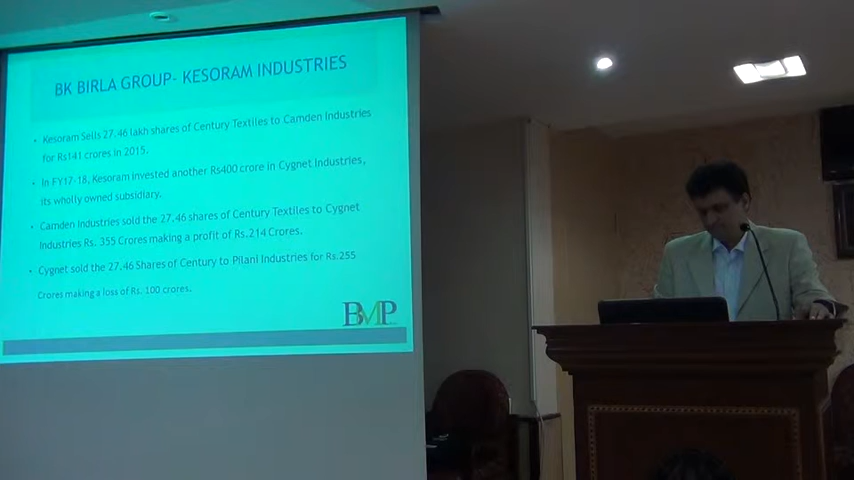 BK BIRLA GROUP- KESORAM INDUSTRIES
• Kesoram Sells 27.46 lakh shares of Century Textiles to Camden Industries
for Rs141 crores in 2015.
• In FY17-18, Kesoram invested another Rs400 crore in Cygnet Industries,
its wholly owned subsidiary.
• Camden Industries sold the 27.46 shares of Century Textiles to Cygnet
Industries Rs. 355 Crores making a profit of Rs.214 Crores.
• Cygnet sold the 27.46 Shares of Century to Pilani Industries for Rs.255
Crores making a loss of Rs. 100 crores.
BMP